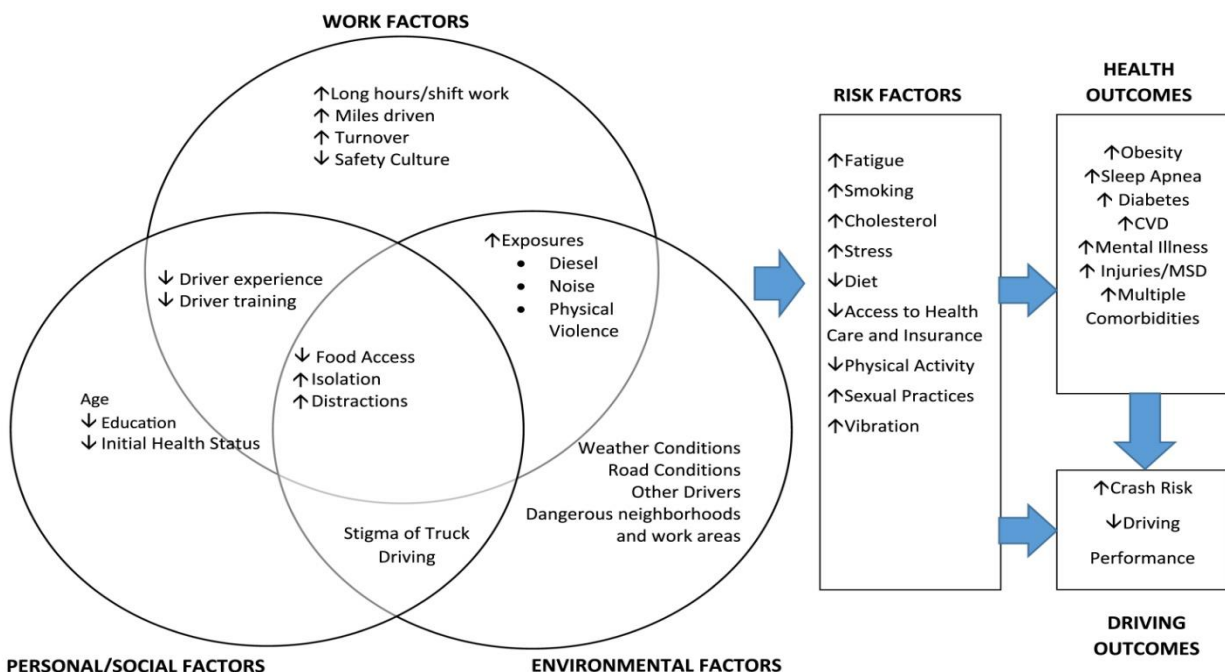 WORK FACTORS
↑Long hours/shift work
↑ Miles driven
↑ Turnover
↓ Safety Culture
↓ Driver experience
↓ Driver training
↑Exposures
• Diesel
• Noise
• Physical
Violence
↓ Food Access
↑ Isolation
↑ Distractions
Age
↓ Education
↓ Initial Health Status
Weather Conditions
Road Conditions
Other Drivers
Dangerous neighborhoods
and work areas
Stigma of Truck
Driving
PERSONAL/SOCIAL FACTORS
ENVIRONMENTAL FACTORS
RISK FACTORS
↑Fatigue
↑Smoking
↑Cholesterol
↑Stress
↓Diet
↓Access to Health
Care and Insurance
↓Physical Activity
↑Sexual Practices
↑Vibration
HEALTH
OUTCOMES
↑Obesity
↑Sleep Apnea
↑ Diabetes
↑CVD
↑Mental Illness
↑ Injuries/MSD
↑Multiple
Comorbidities
↑Crash Risk
↓Driving
Performance
DRIVING
OUTCOMES